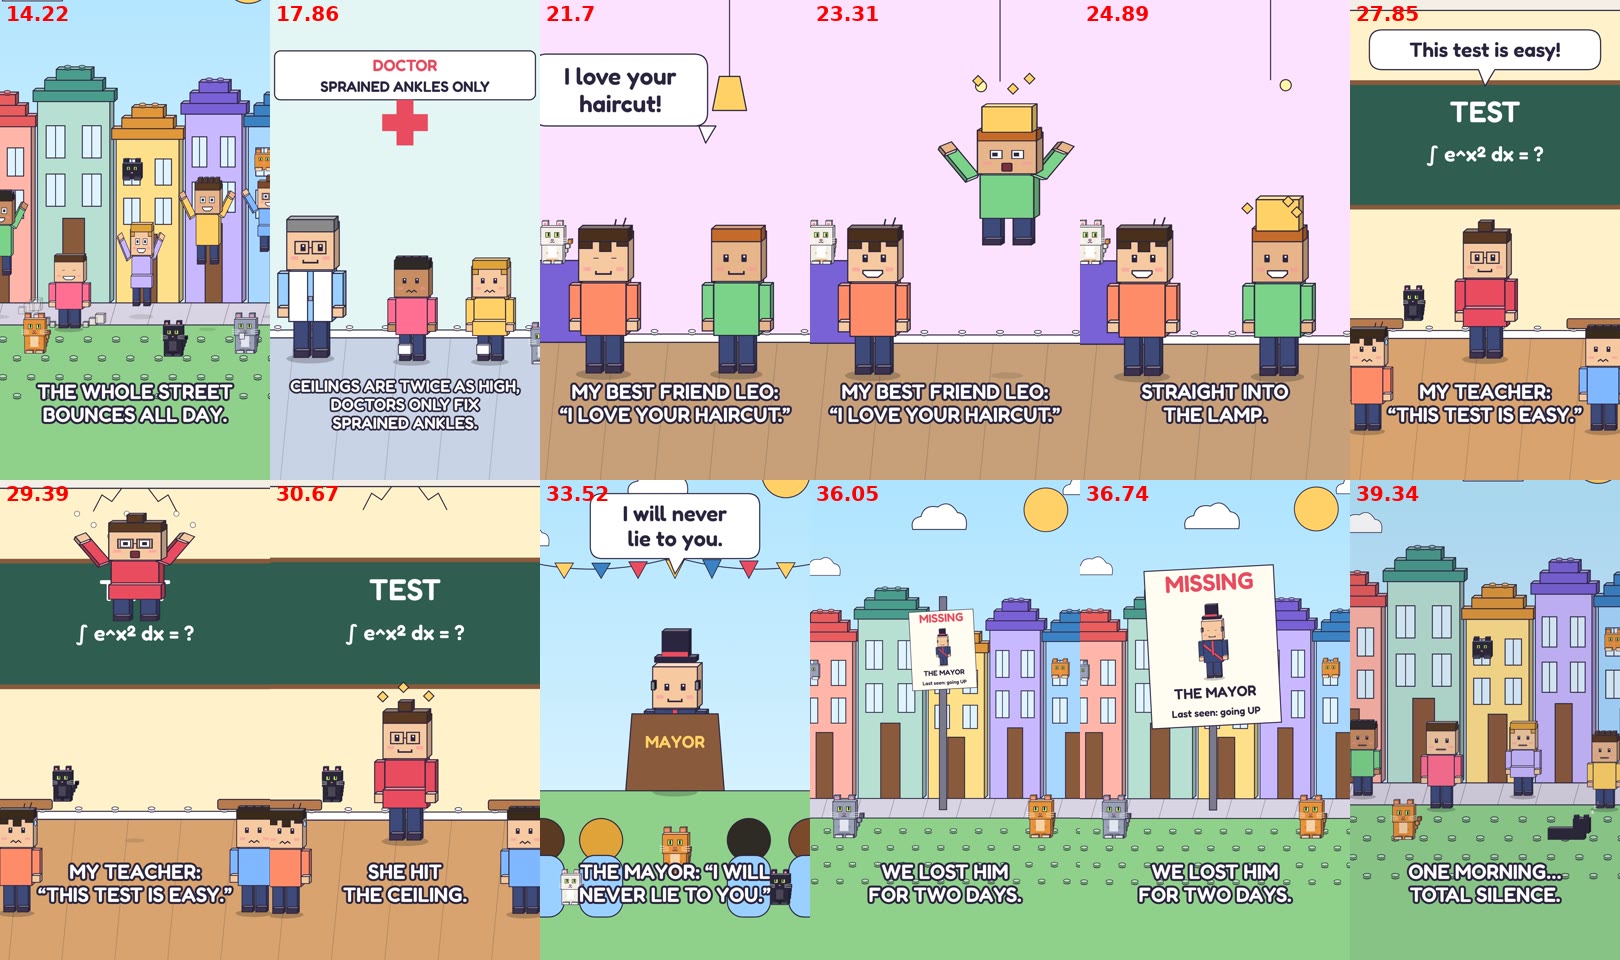 14.22
THE WHOLE STREET
BOUNCES ALL DAY.
17.86
DOCTOR
SPRAINED ANKLES ONLY
CEILINGS ARE TWICE AS HIGH,
DOCTORS ONLY FIX
SPRAINED ANKLES.
21.7
I love your
haircut!
MY BEST FRIEND LEO:
“I LOVE YOUR HAIRCUT.”
23.31
MY BEST FRIEND LEO:
“I LOVE YOUR HAIRCUT.”
24.89
STRAIGHT INTO
THE LAMP.
27.85
This test is easy!
TEST
∫ e^x² dx = ?
MY TEACHER:
“THIS TEST IS EASY.”
29.39
∫ e^x² dx = ?
MY TEACHER:
“THIS TEST IS EASY.”
30.67
TEST
∫ e^x² dx = ?
SHE HIT
THE CEILING.
33.52
I will never
lie to you.
MAYOR
THE MAYOR: “I WILL
NEVER LIE TO YOU.”
36.05
MISSING
THE MAYOR
Last seen: going UP
WE LOST HIM
FOR TWO DAYS.
36.74
MISSING
THE MAYOR
Last seen: going UP
WE LOST HIM
FOR TWO DAYS.
39.34
ONE MORNING...
TOTAL SILENCE.